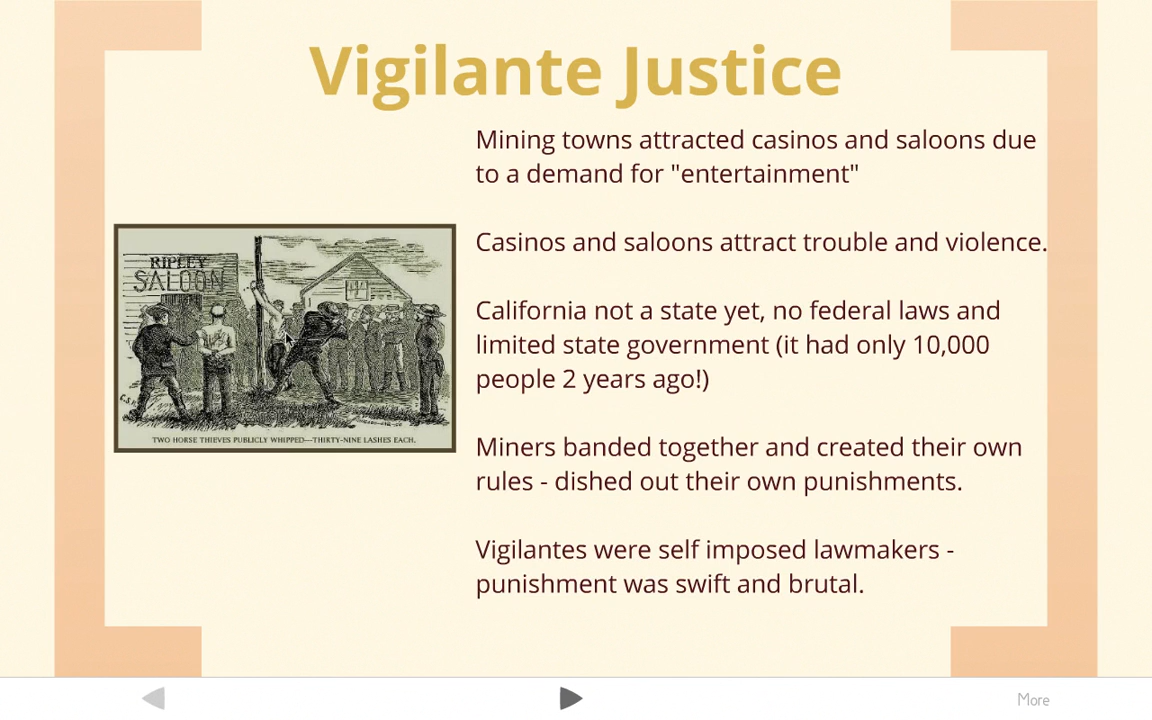 Vigilante Justice
Mining towns attracted casinos and saloons due
to a demand for "entertainment"
Casinos and saloons attract trouble and violence.
California not a state yet, no federal laws and
limited state government (it had only 10,000
people 2 years ago!)
Miners banded together and created their own
rules - dished out their own punishments.
Vigilantes were self imposed lawmakers -
punishment was swift and brutal.
RIPLEY
SALOON
TWO HORSE THIEVES PUBLICLY WHIPPED—THIRTY-NINE LASHES EACH.
More